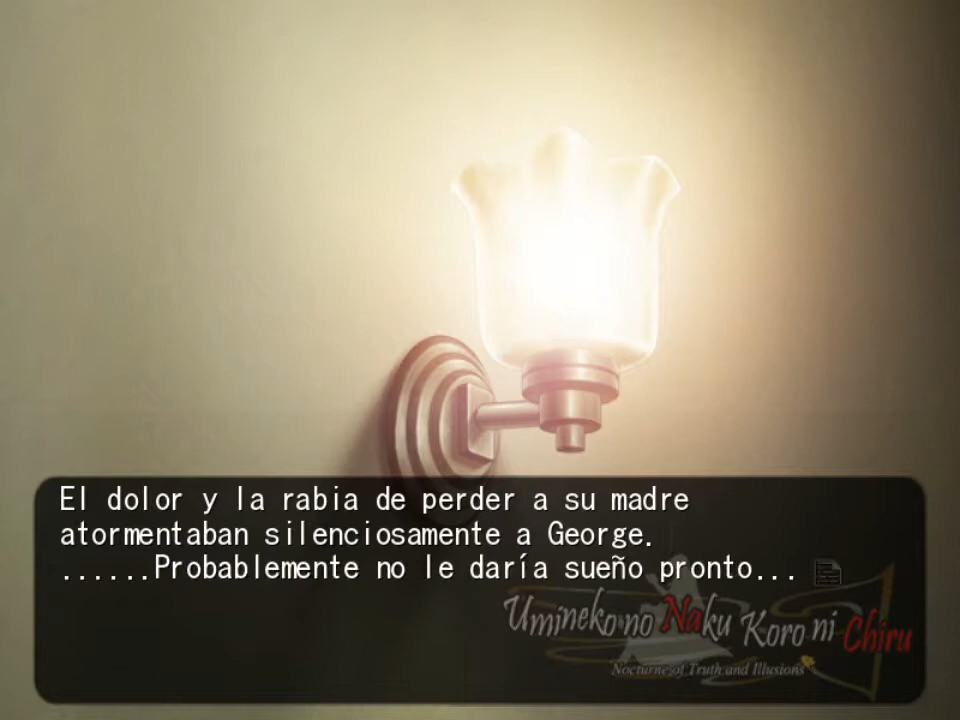 El dolor y la rabia de perder a su madre
atormentaban silenciosamente a George.
......Probablemente no le daría sueño pronto...
Umineko no Naku Koro ni Chiru
Nocturne of Truth and Illusions